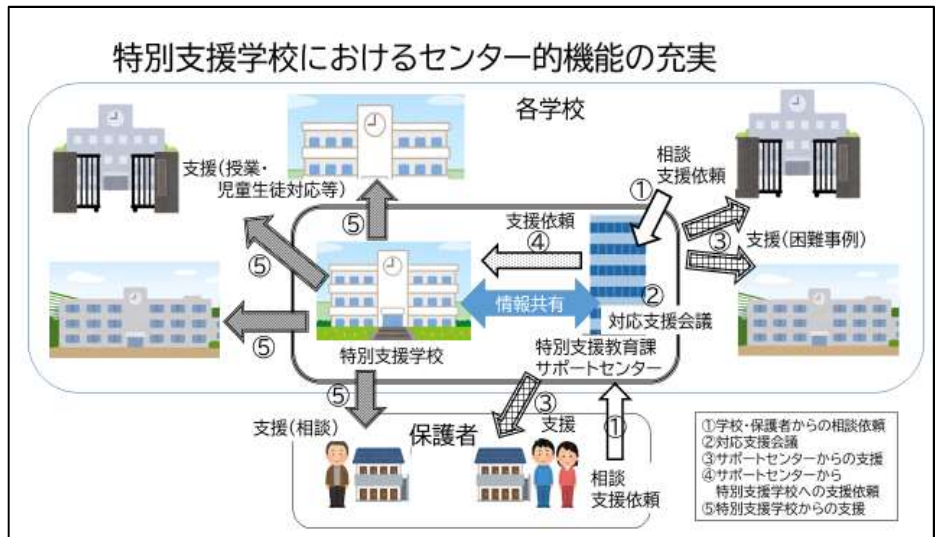 特別支援学校におけるセンター的機能の充実
各学校
支援(授業・
児童生徒対応等)
相談
支援依頼
①
⑤
支援依頼
④
③
支援(困難事例)
⑤
⑤
情報共有
②
対応支援会議
特別支援学校
特別支援教育課
サポートセンター
⑤
③
支援
①
支援(相談)
保護者
相談
支援依頼
①学校・保護者からの相談依頼
②対応支援会議
③サポートセンターからの支援
④サポートセンターから
特別支援学校への支援依頼
⑤特別支援学校からの支援